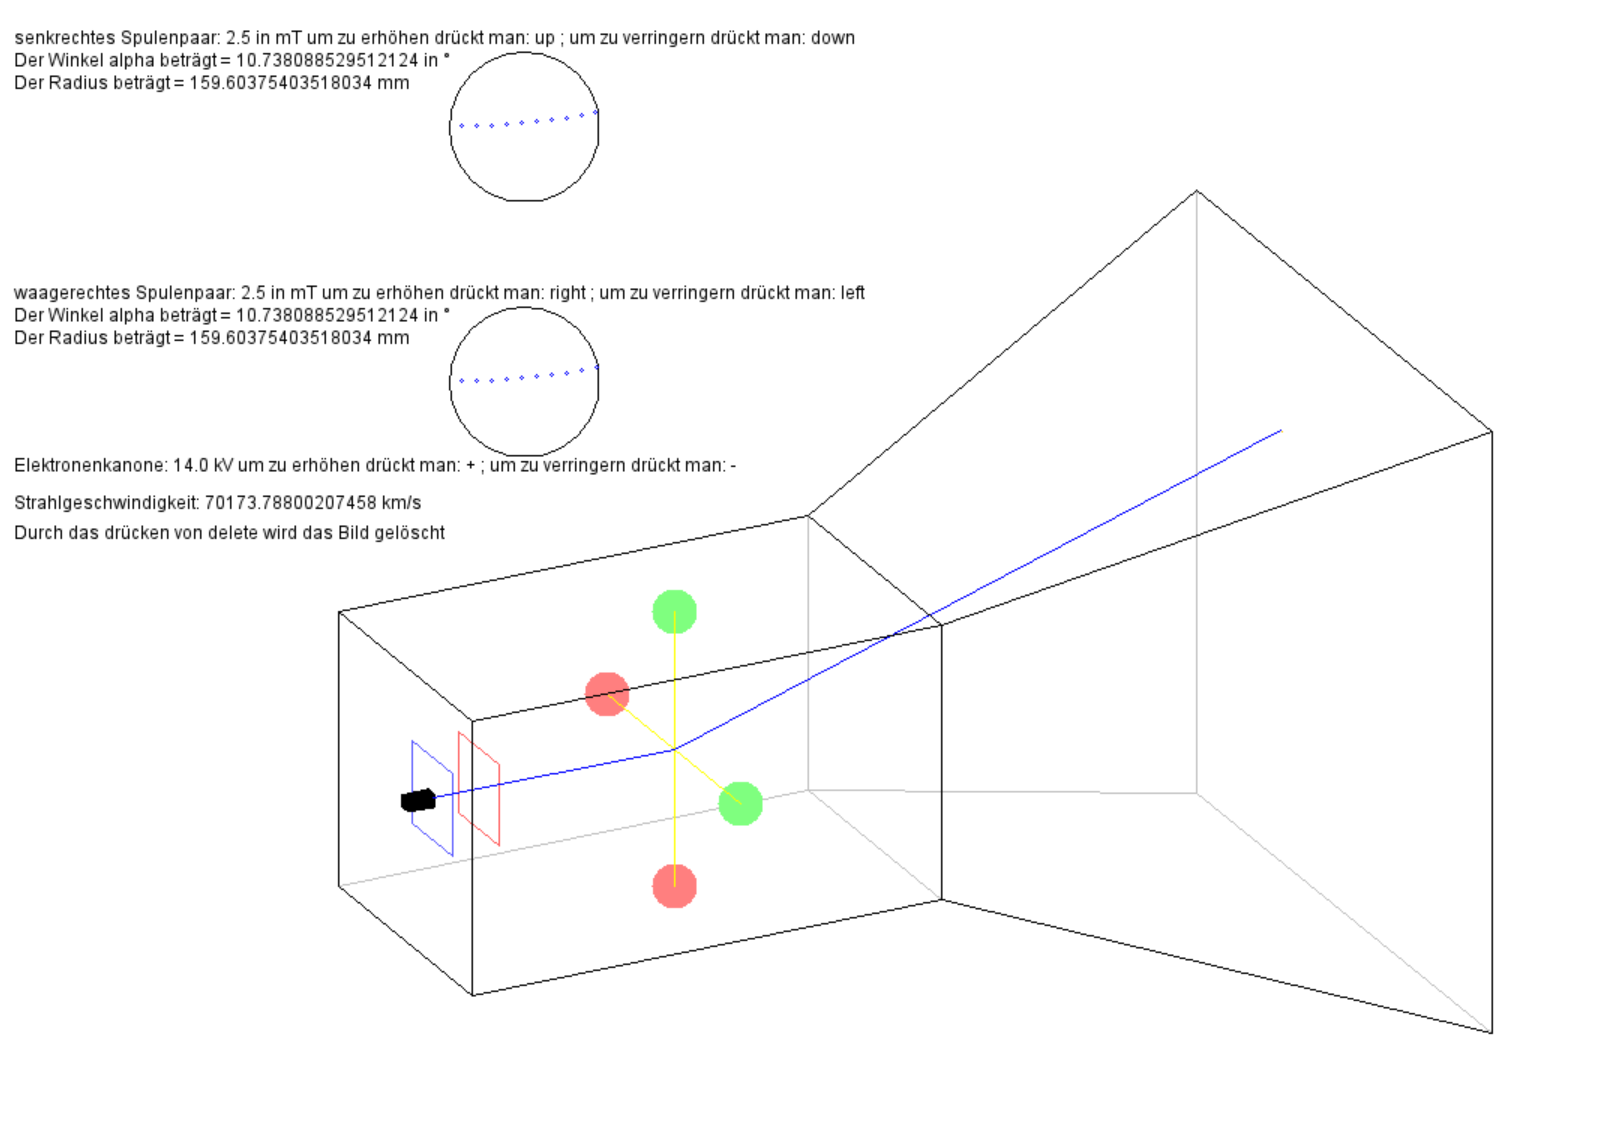 senkrechtes Spulenpaar: 2.5 in mT um zu erhöhen drückt man: up ; um zu verringern drückt man: down
Der Winkel alpha beträgt = 10.738088529512124 in °
Der Radius beträgt = 159.60375403518034 mm
waagerechtes Spulenpaar: 2.5 in mT um zu erhöhen drückt man: right ; um zu verringern drückt man: left
Der Winkel alpha beträgt = 10.738088529512124 in °
Der Radius beträgt = 159.60375403518034 mm
Elektronenkanone: 14.0 kV um zu erhöhen drückt man: + ; um zu verringern drückt man: -
Strahlgeschwindigkeit: 70173.78800207458 km/s
Durch das drücken von delete wird das Bild gelöscht